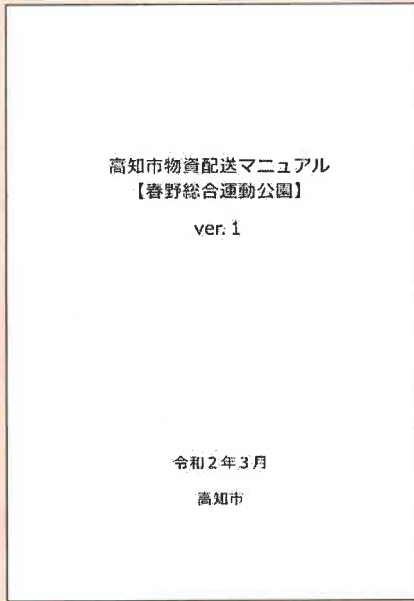 高知市物資配送マニュアル
【春野総合運動公園】
ver. 1
令和2年3月
高知市